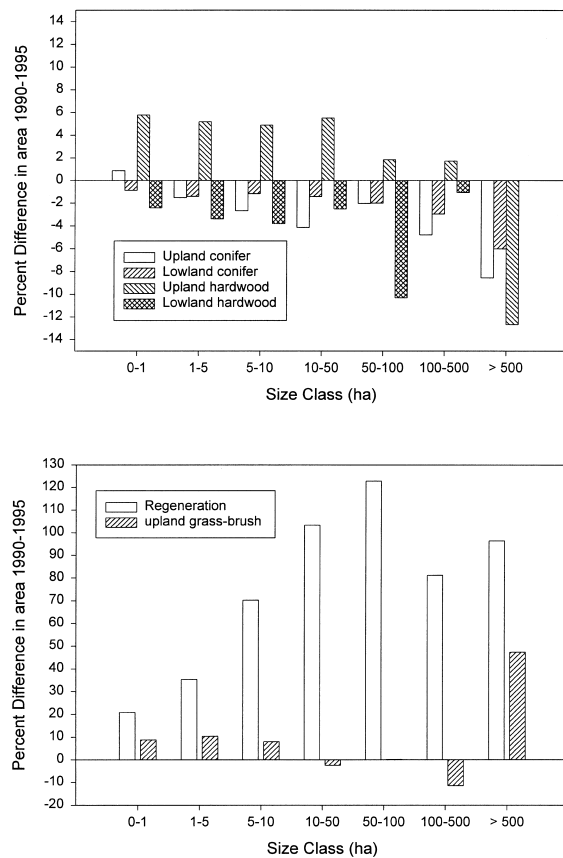 Percent Difference in area 1990-1995
14
12
10
8
6
4
2
0
-2
-4
-6
-8
-10
-12
-14
Upland conifer
Lowland conifer
Upland hardwood
Lowland hardwood
0-1 1-5 5-10 10-50 50-100 100-500 > 500
Size Class (ha)
Percent Difference in area 1990-1995
130
120
110
100
90
80
70
60
50
40
30
20
10
0
-10
-20
Regeneration
upland grass-brush
0-1 1-5 5-10 10-50 50-100 100-500 > 500
Size Class (ha)